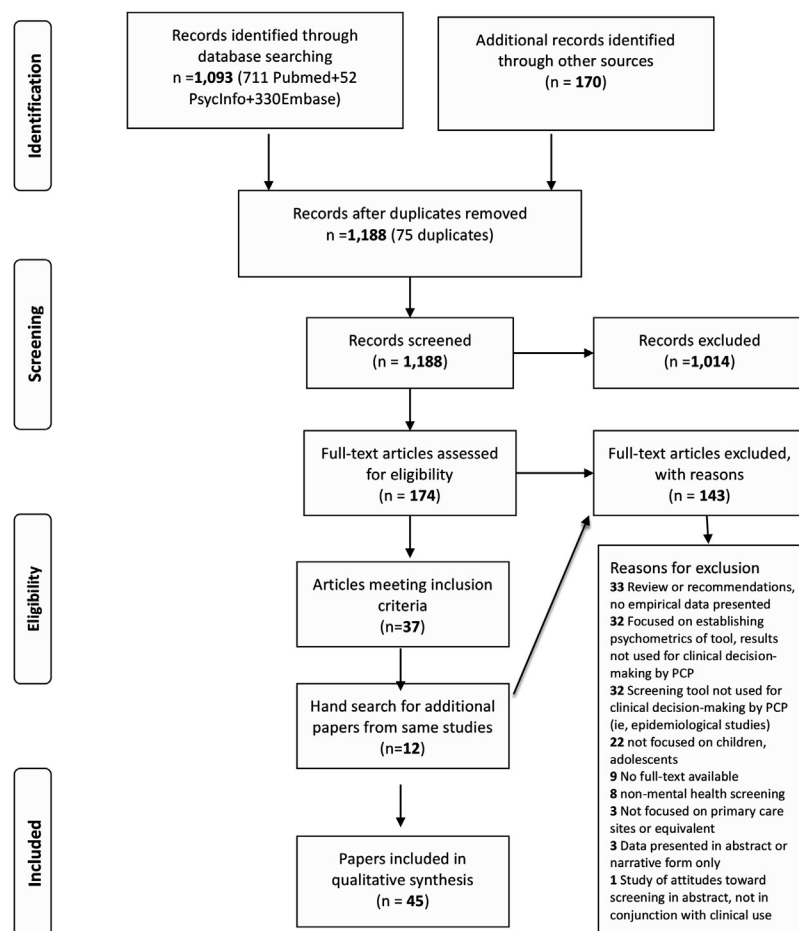 Identification
Records identified through
database searching
n =1,093 (711 Pubmed+52
PsycInfo+330Embase)
Additional records identified
through other sources
(n = 170)
Records after duplicates removed
n =1,188 (75 duplicates)
Screening
Records screened
(n = 1,188)
Records excluded
(n =1,014)
Full-text articles assessed
for eligibility
(n = 174)
Full-text articles excluded,
with reasons
(n = 143)
Eligibility
Articles meeting inclusion
criteria
(n=37)
Hand search for additional
papers from same studies
(n=12)
Reasons for exclusion
33 Review or recommendations,
no empirical data presented
32 Focused on establishing
psychometrics of tool, results
not used for clinical decision-
making by PCP
32 Screening tool not used for
clinical decision-making by PCP
(ie, epidemiological studies)
22 not focused on children,
adolescents
9 No full-text available
8 non-mental health screening
3 Not focused on primary care
sites or equivalent
3 Data presented in abstract or
narrative form only
1 Study of attitudes toward
screening in abstract, not in
conjunction with clinical use
Included
Papers included in
qualitative synthesis
(n = 45)